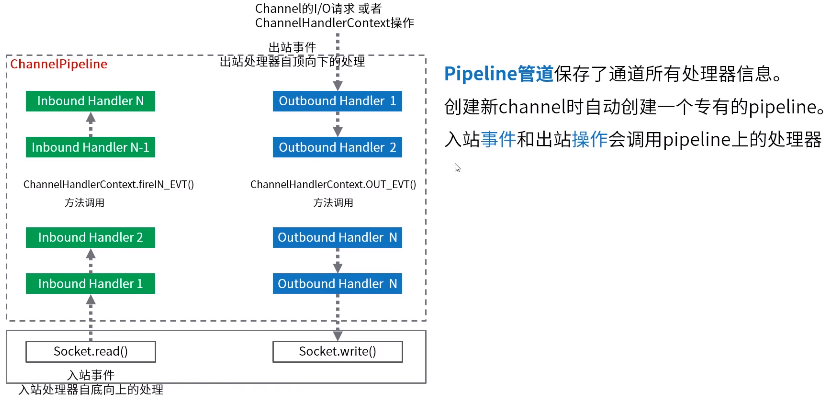 Channel的I/O请求 或者
ChannelHandlerContext操作
出站事件
出站处理器自顶向下的处理
ChannelPipeline
Inbound Handler N
Outbound Handler 1
Inbound Handler N-1
Outbound Handler 2
ChannelHandlerContext.fireIN_EVT()
方法调用
ChannelHandlerContext.OUT_EVT()
方法调用
Inbound Handler 2
Outbound Handler N
Inbound Handler 1
Outbound Handler N
Socket.read()
Socket.write()
入站事件
入站处理器自底向上的处理
Pipeline管道保存了通道所有处理器信息。
创建新channel时自动创建一个专有的pipeline。
入站事件和出站操作会调用pipeline上的处理器